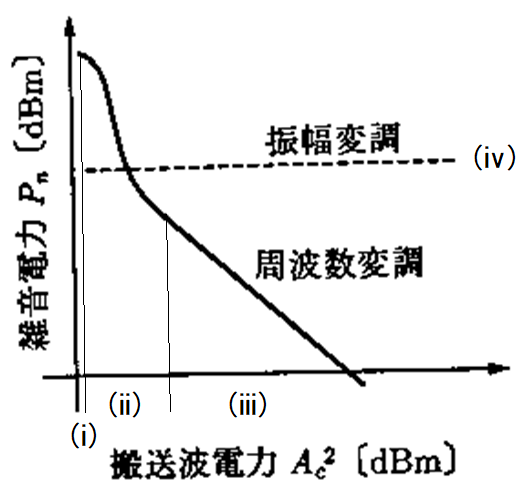 雑音電力 Pn〔dBm〕
振幅変調
(iv)
周波数変調
(i)
(ii)
(iii)
搬送波電力 Ac²〔dBm〕